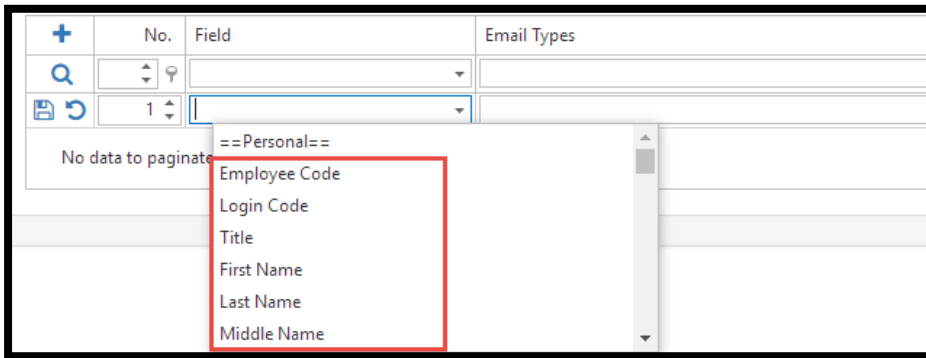 No. Field Email Types
1
==Personal==
No data to paginate
Employee Code
Login Code
Title
First Name
Last Name
Middle Name